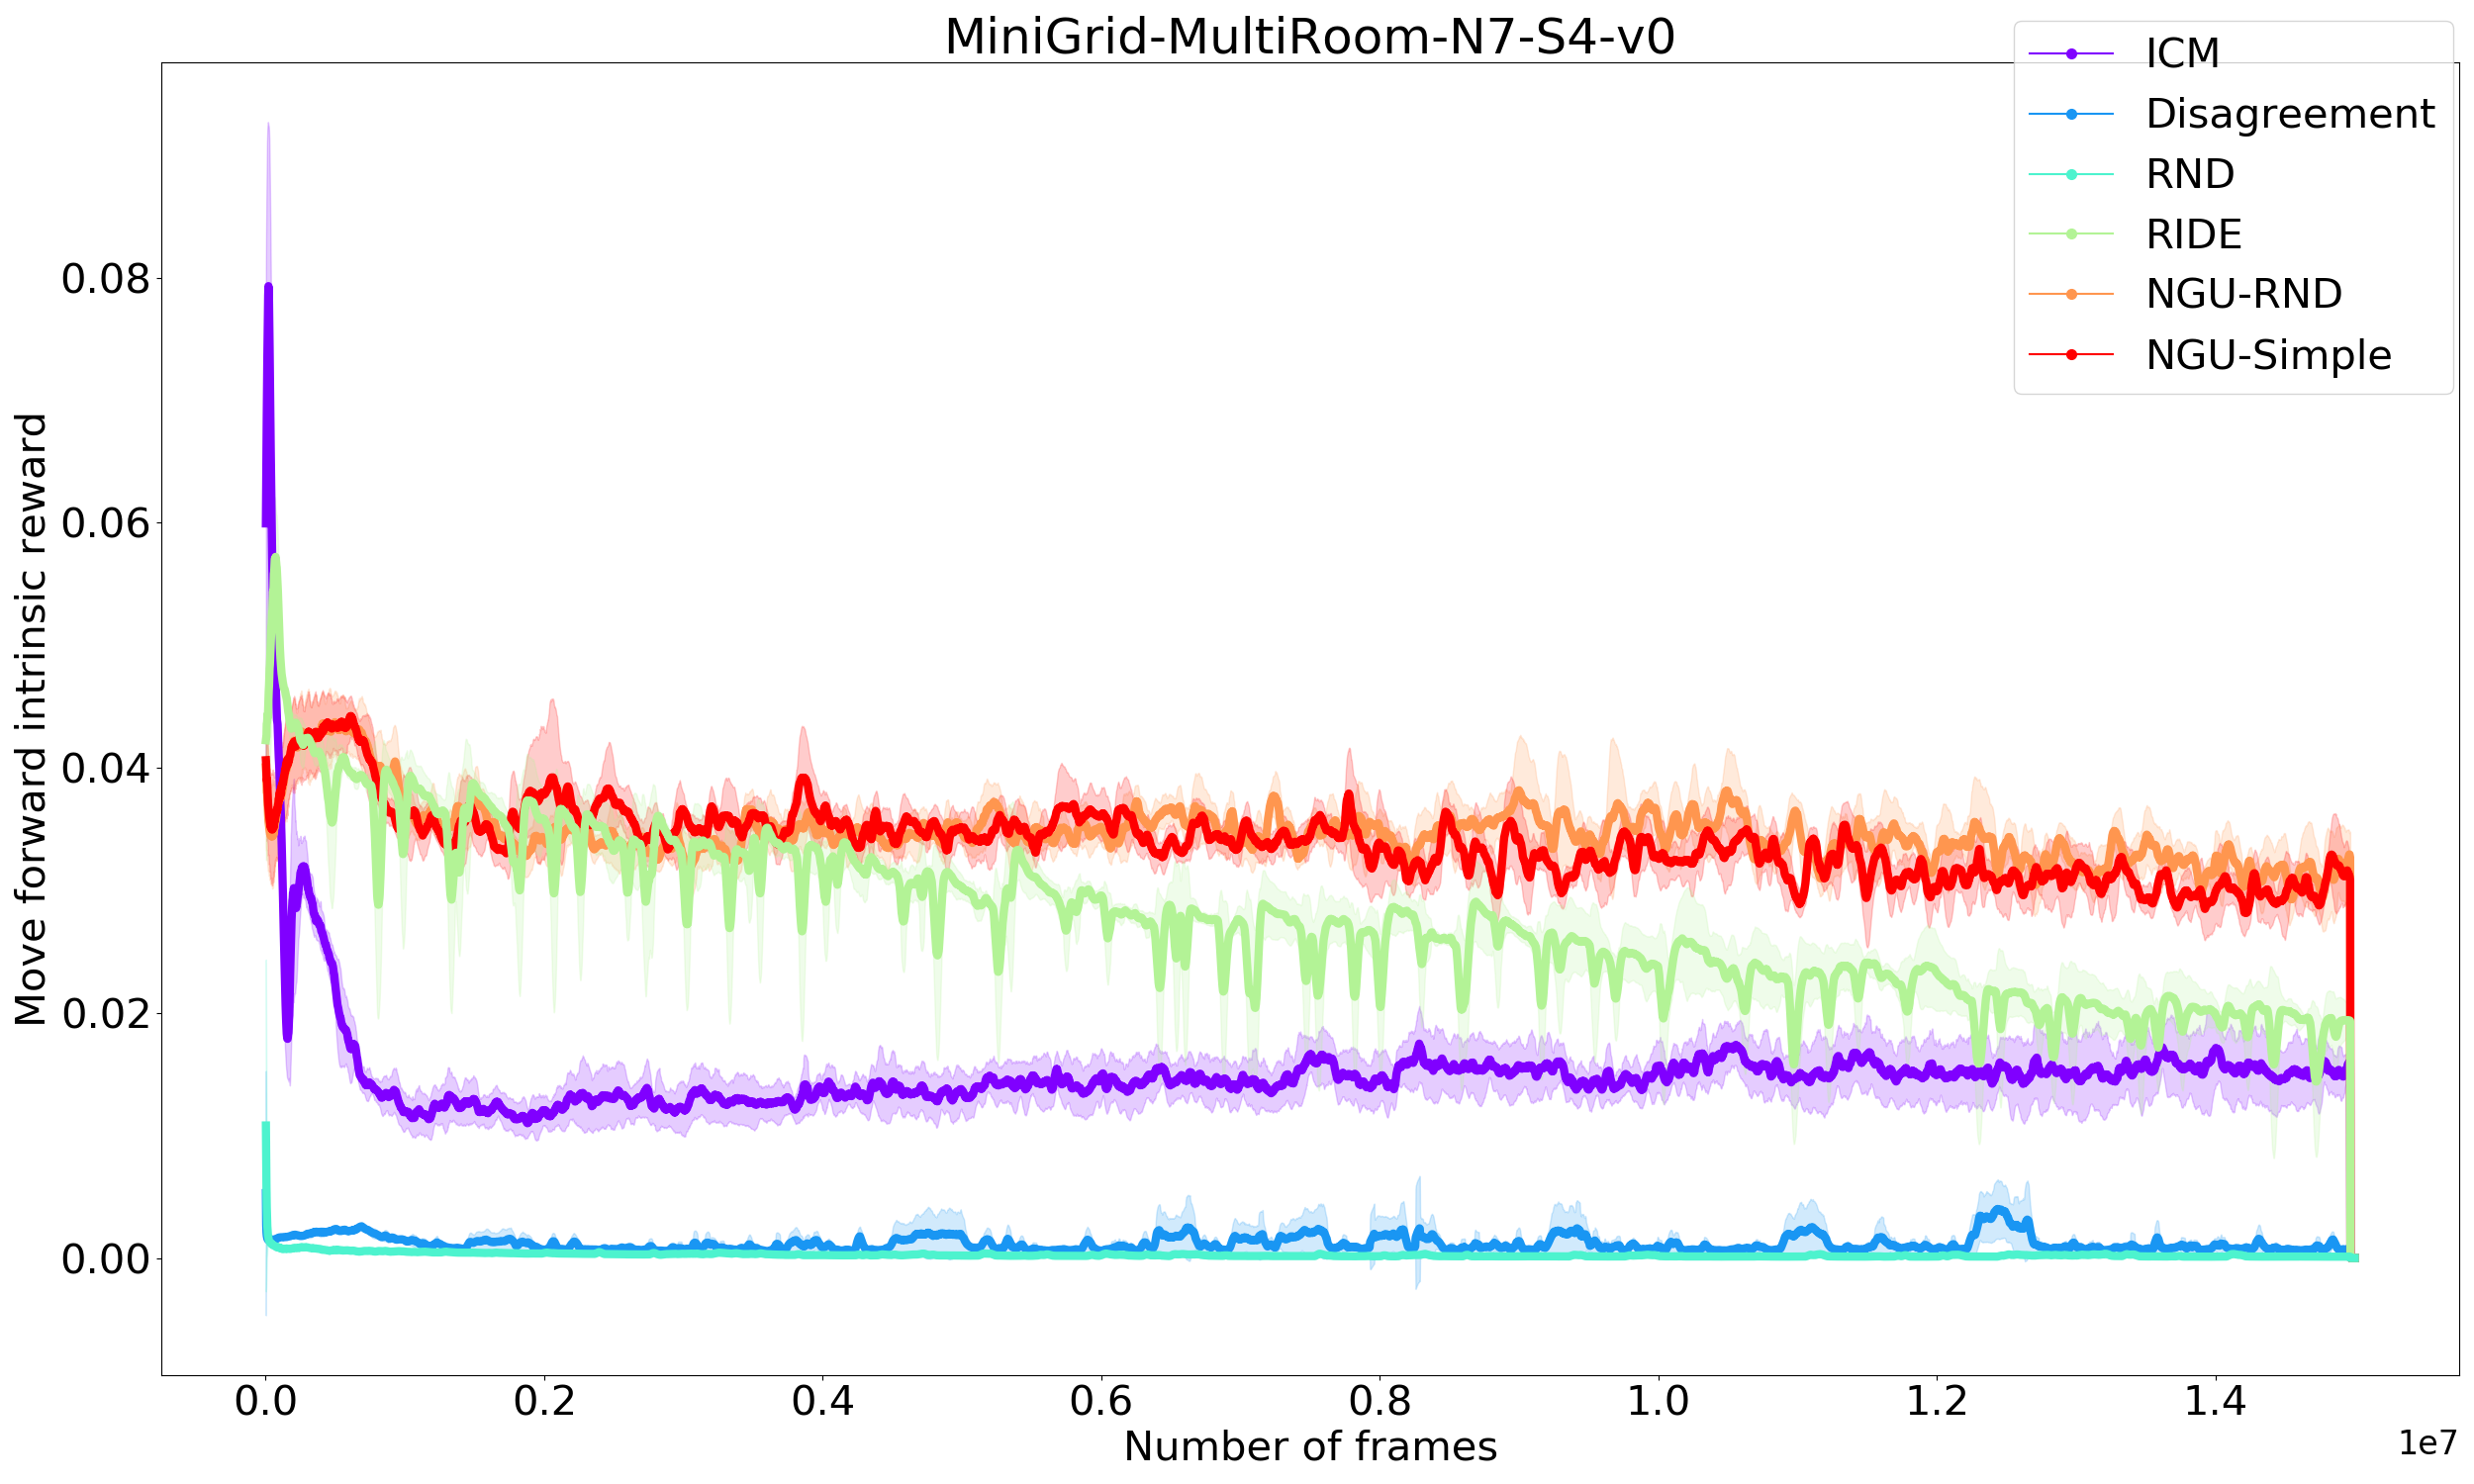 MiniGrid-MultiRoom-N7-S4-v0
ICM
Disagreement
RND
RIDE
NGU-RND
NGU-Simple
Move forward intrinsic reward
0.08
0.06
0.04
0.02
0.00
0.0 0.2 0.4 0.6 0.8 1.0 1.2 1.4
Number of frames
1e7